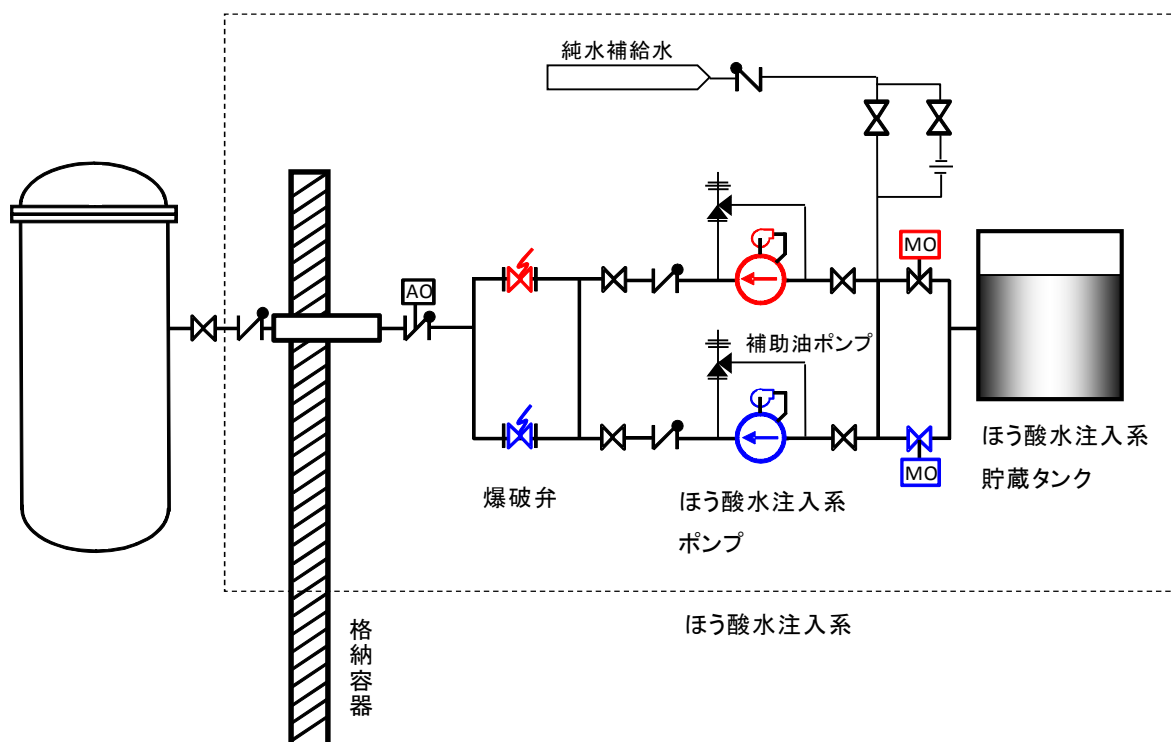 純水補給水
MO
AO
補助油ポンプ
MO
ほう酸水注入系
貯蔵タンク
爆破弁
ほう酸水注入系
ポンプ
ほう酸水注入系
格納容器